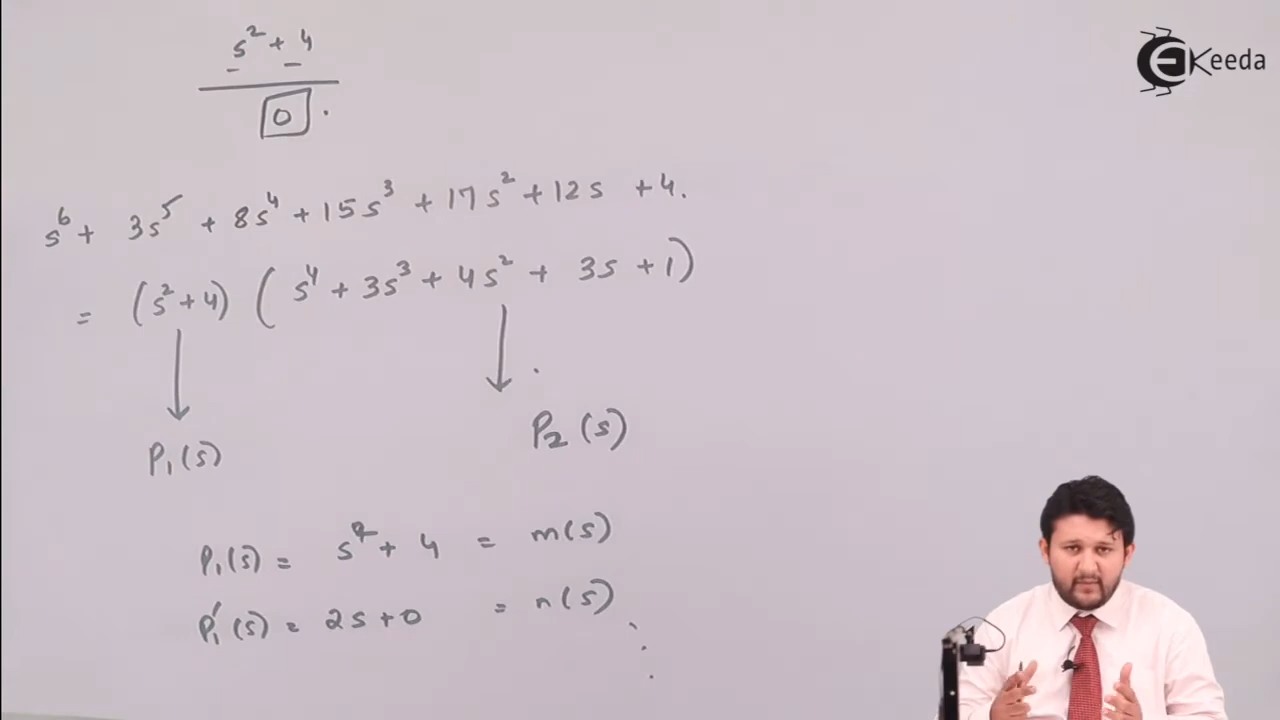 s² + 4
0 .
s⁶ + 3s⁵ + 8s⁴ + 15s³ + 17s² + 12s + 4.
= (s² + 4) ( s⁴ + 3s³ + 4s² + 3s + 1)
P₁(s)
P₂(s)
P₁(s) = s² + 4 = m(s)
P₁'(s) = 2s + 0 = n(s)
EKeeda